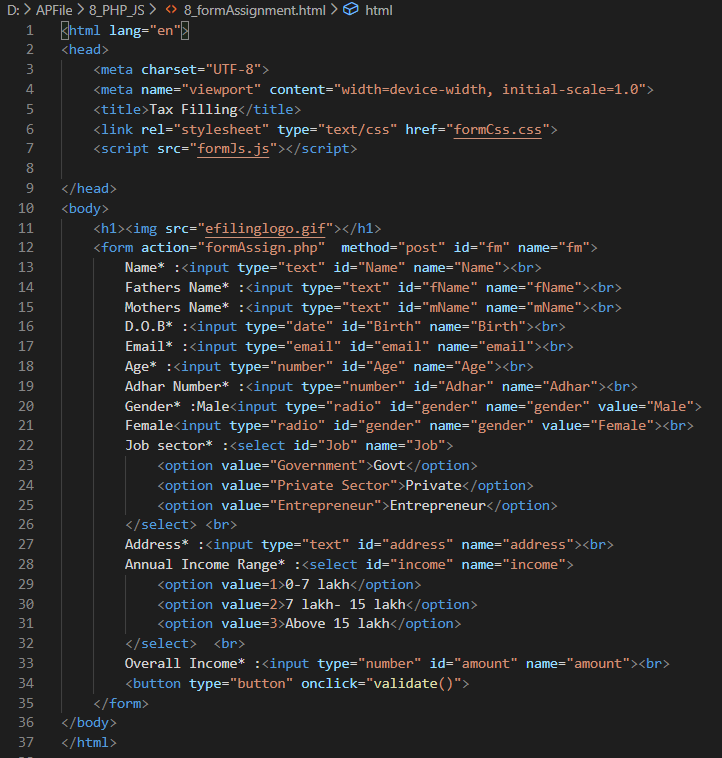 D: > APFile > 8_PHP_JS > <> 8_formAssignment.html > html
1 <html lang="en">
2 <head>
3 <meta charset="UTF-8">
4 <meta name="viewport" content="width=device-width, initial-scale=1.0">
5 <title>Tax Filling</title>
6 <link rel="stylesheet" type="text/css" href="formCss.css">
7 <script src="formJs.js"></script>
8
9 </head>
10 <body>
11 <h1><img src="efilinglogo.gif"></h1>
12 <form action="formAssign.php"  method="post" id="fm" name="fm">
13 Name* :<input type="text" id="Name" name="Name"><br>
14 Fathers Name* :<input type="text" id="fName" name="fName"><br>
15 Mothers Name* :<input type="text" id="mName" name="mName"><br>
16 D.O.B* :<input type="date" id="Birth" name="Birth"><br>
17 Email* :<input type="email" id="email" name="email"><br>
18 Age* :<input type="number" id="Age" name="Age"><br>
19 Adhar Number* :<input type="number" id="Adhar" name="Adhar"><br>
20 Gender* :Male<input type="radio" id="gender" name="gender" value="Male">
21 Female<input type="radio" id="gender" name="gender" value="Female"><br>
22 Job sector* :<select id="Job" name="Job">
23 <option value="Government">Govt</option>
24 <option value="Private Sector">Private</option>
25 <option value="Entrepreneur">Entrepreneur</option>
26 </select> <br>
27 Address* :<input type="text" id="address" name="address"><br>
28 Annual Income Range* :<select id="income" name="income">
29 <option value=1>0-7 lakh</option>
30 <option value=2>7 lakh- 15 lakh</option>
31 <option value=3>Above 15 lakh</option>
32 </select>  <br>
33 Overall Income* :<input type="number" id="amount" name="amount"><br>
34 <button type="button" onclick="validate()">
35 </form>
36 </body>
37 </html>